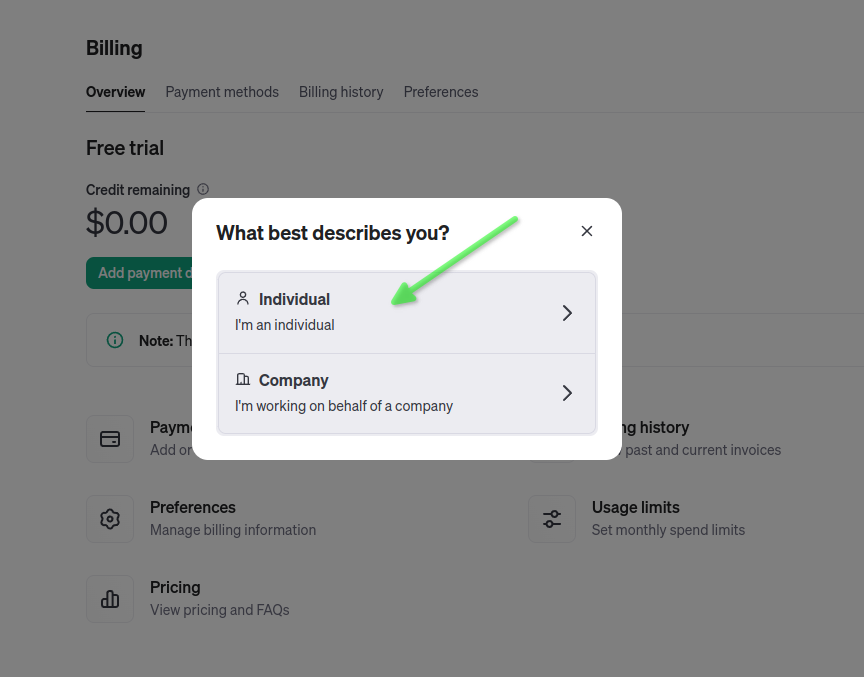 Billing
Overview Payment methods Billing history Preferences
Free trial
Credit remaining
$0.00
Add payment d
Note: Th
What best describes you?
Individual
I'm an individual
Company
I'm working on behalf of a company
Paym
Add or
ng history
past and current invoices
Preferences
Manage billing information
Usage limits
Set monthly spend limits
Pricing
View pricing and FAQs